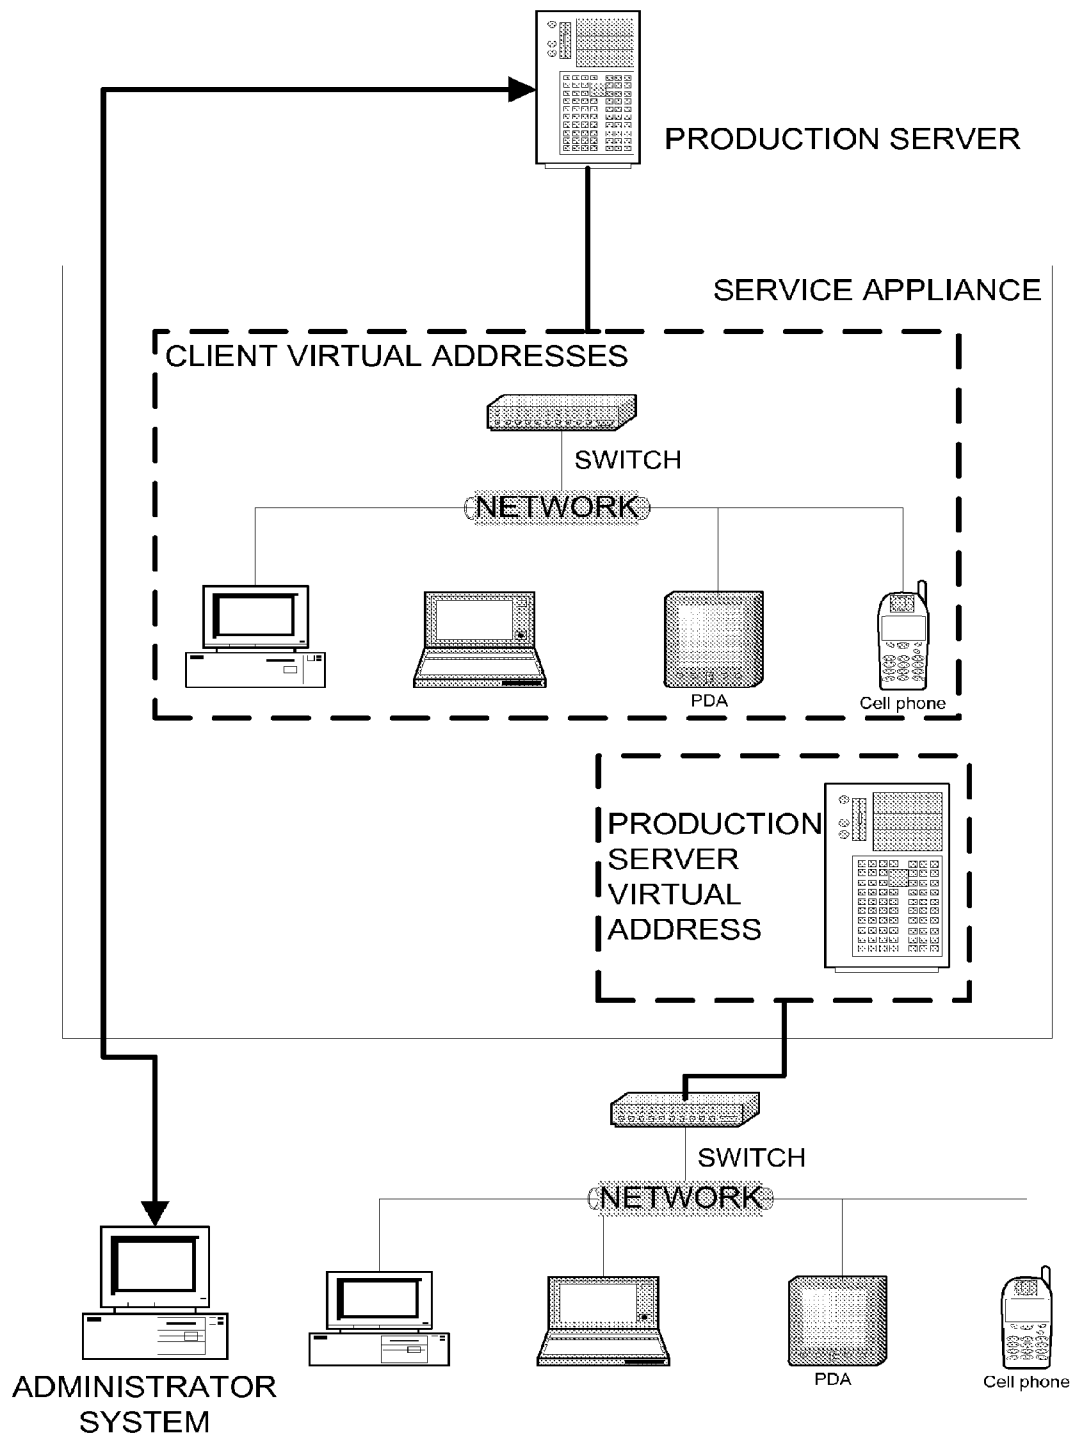 PRODUCTION SERVER
SERVICE APPLIANCE
CLIENT VIRTUAL ADDRESSES
SWITCH
NETWORK
PDA
Cell phone
PRODUCTION
SERVER
VIRTUAL
ADDRESS
SWITCH
NETWORK
PDA
Cell phone
ADMINISTRATOR
SYSTEM